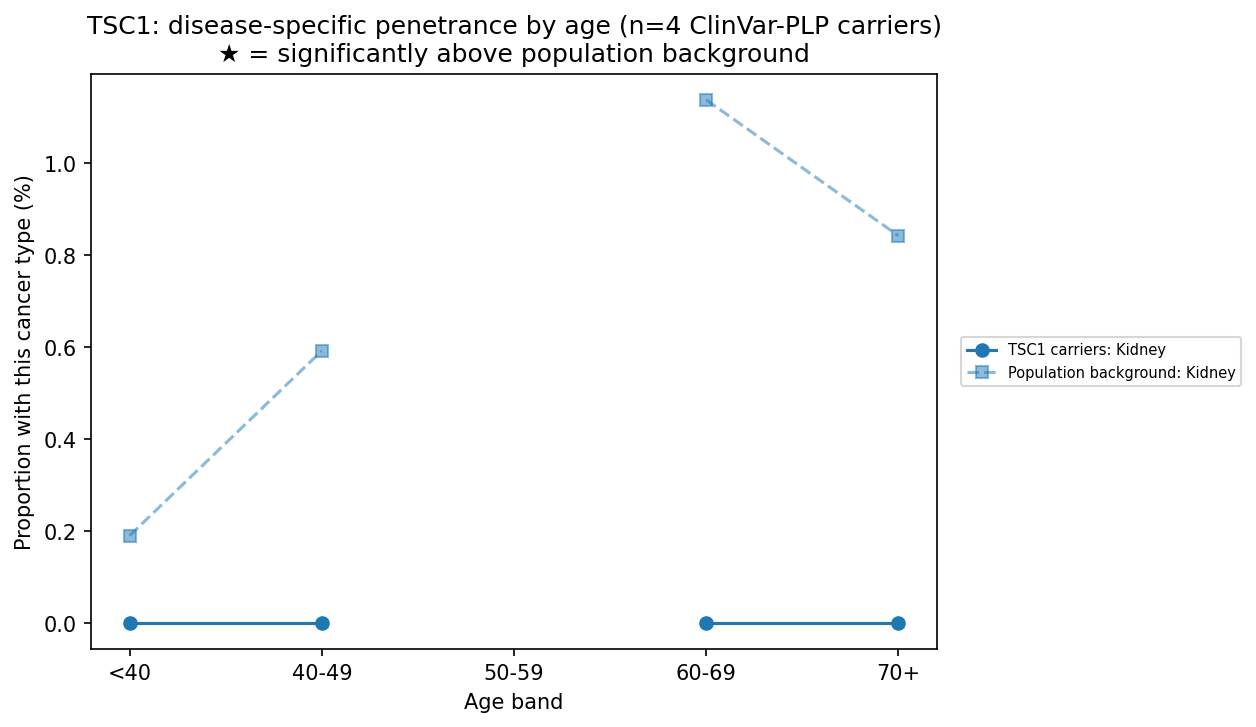 TSC1: disease-specific penetrance by age (n=4 ClinVar-PLP carriers)
★ = significantly above population background
Proportion with this cancer type (%)
1.0
0.8
0.6
0.4
0.2
0.0
<40
40-49
50-59
60-69
70+
Age band
TSC1 carriers: Kidney
Population background: Kidney